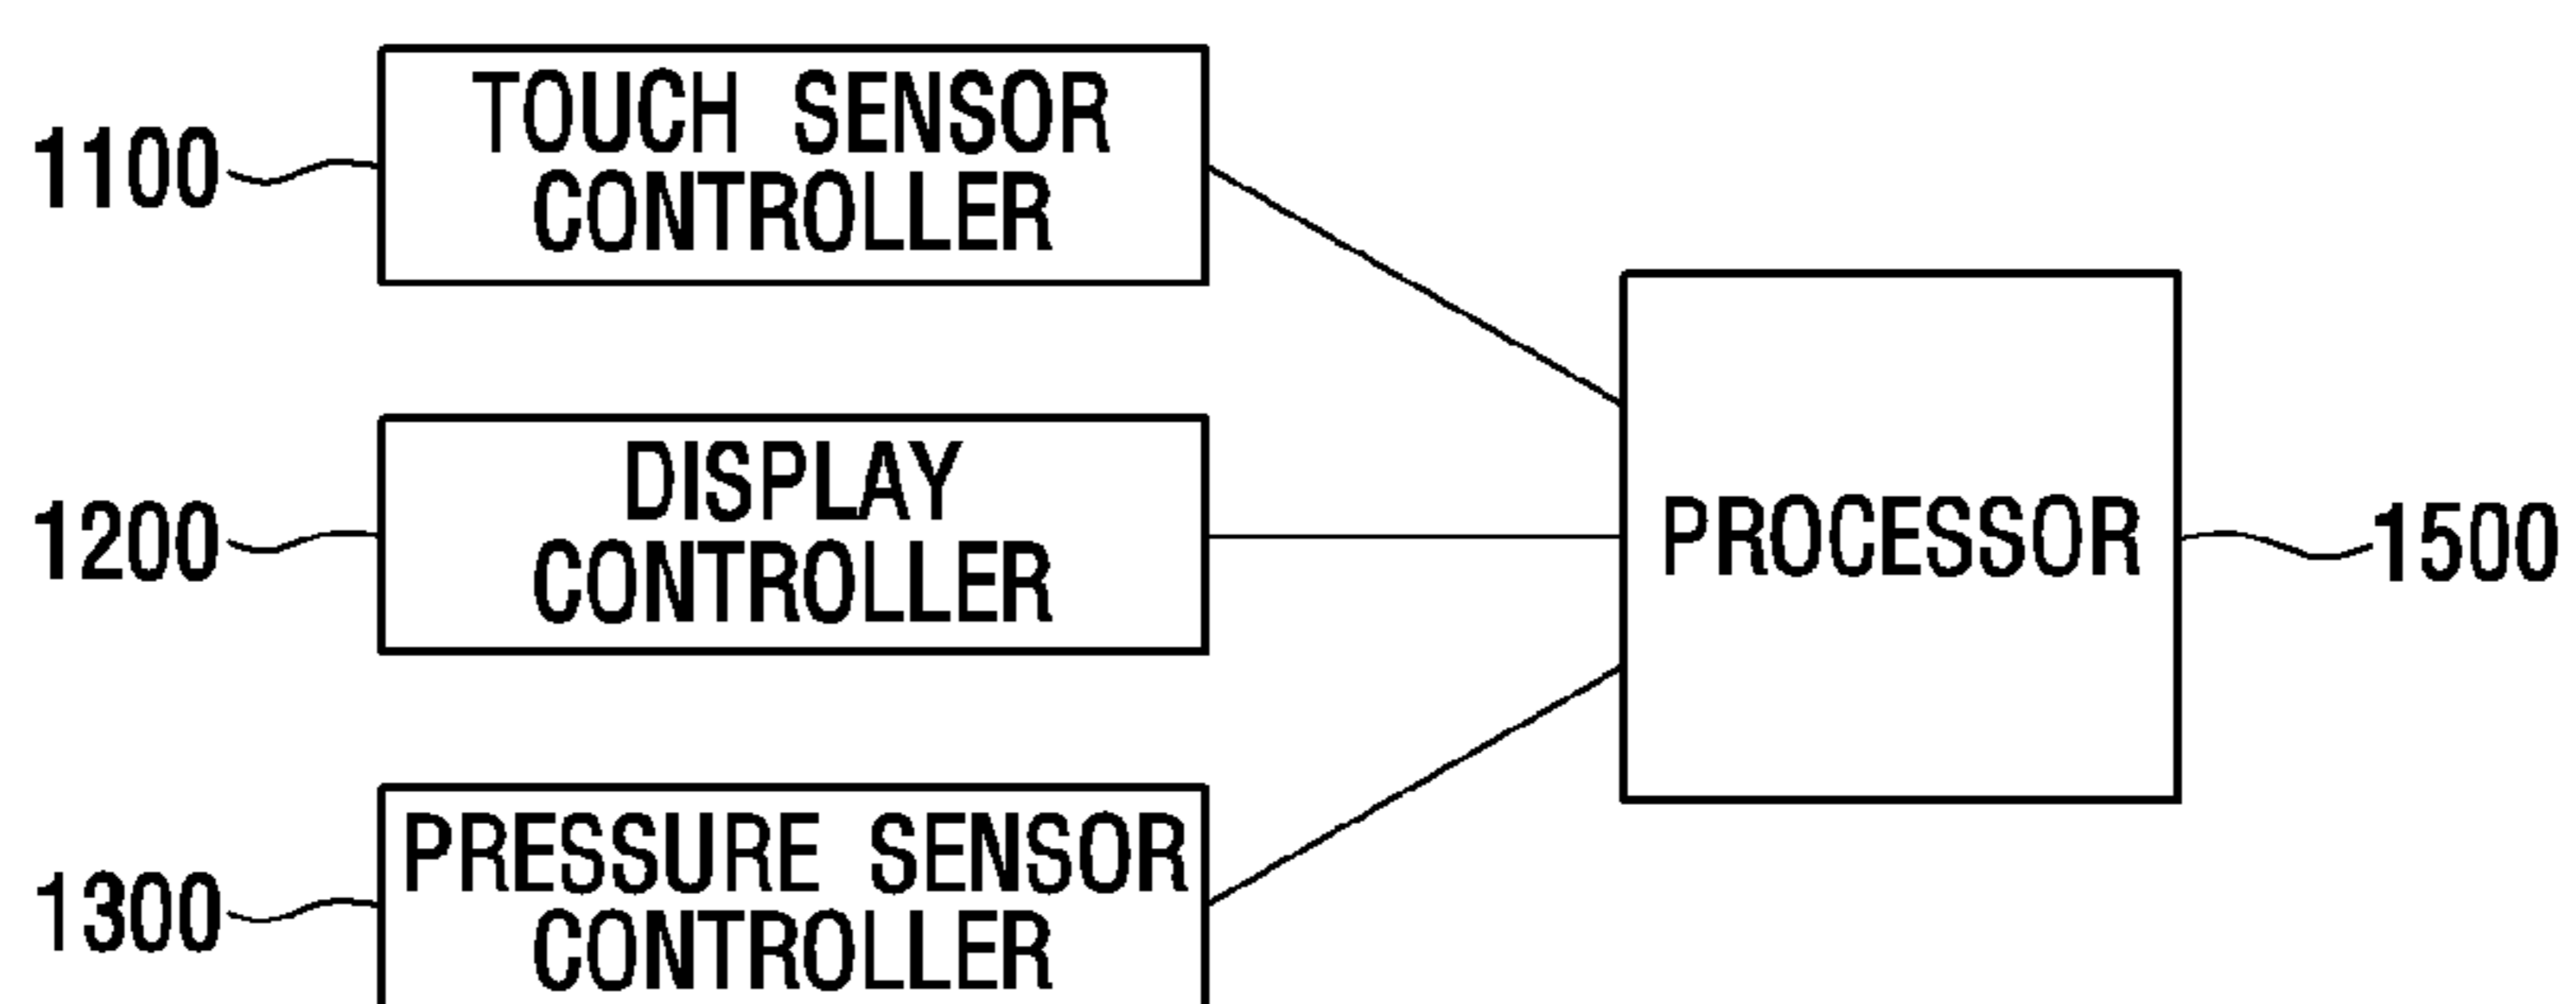 1100
TOUCH SENSOR
CONTROLLER
1200
DISPLAY
CONTROLLER
PROCESSOR
1500
1300
PRESSURE SENSOR
CONTROLLER